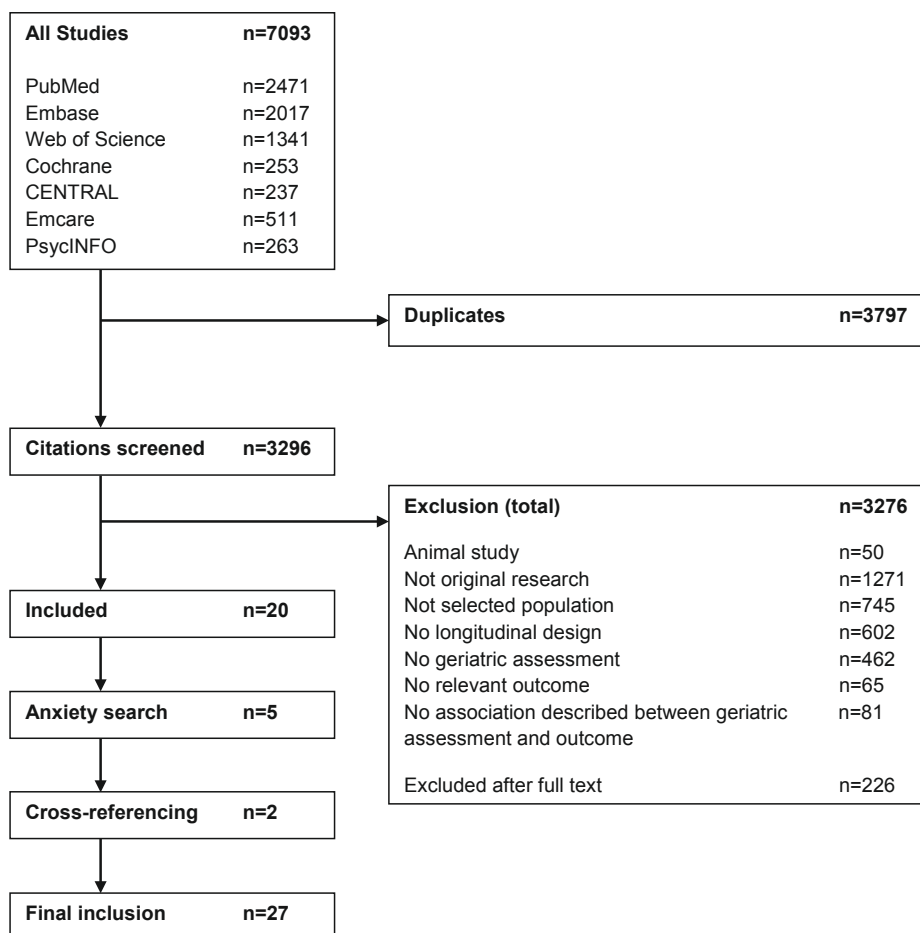 All Studies n=7093
PubMed n=2471
Embase n=2017
Web of Science n=1341
Cochrane n=253
CENTRAL n=237
Emcare n=511
PsycINFO n=263
Duplicates n=3797
Citations screened n=3296
Exclusion (total) n=3276
Animal study n=50
Not original research n=1271
Not selected population n=745
No longitudinal design n=602
No geriatric assessment n=462
No relevant outcome n=65
No association described between geriatric n=81
assessment and outcome
Excluded after full text n=226
Included n=20
Anxiety search n=5
Cross-referencing n=2
Final inclusion n=27